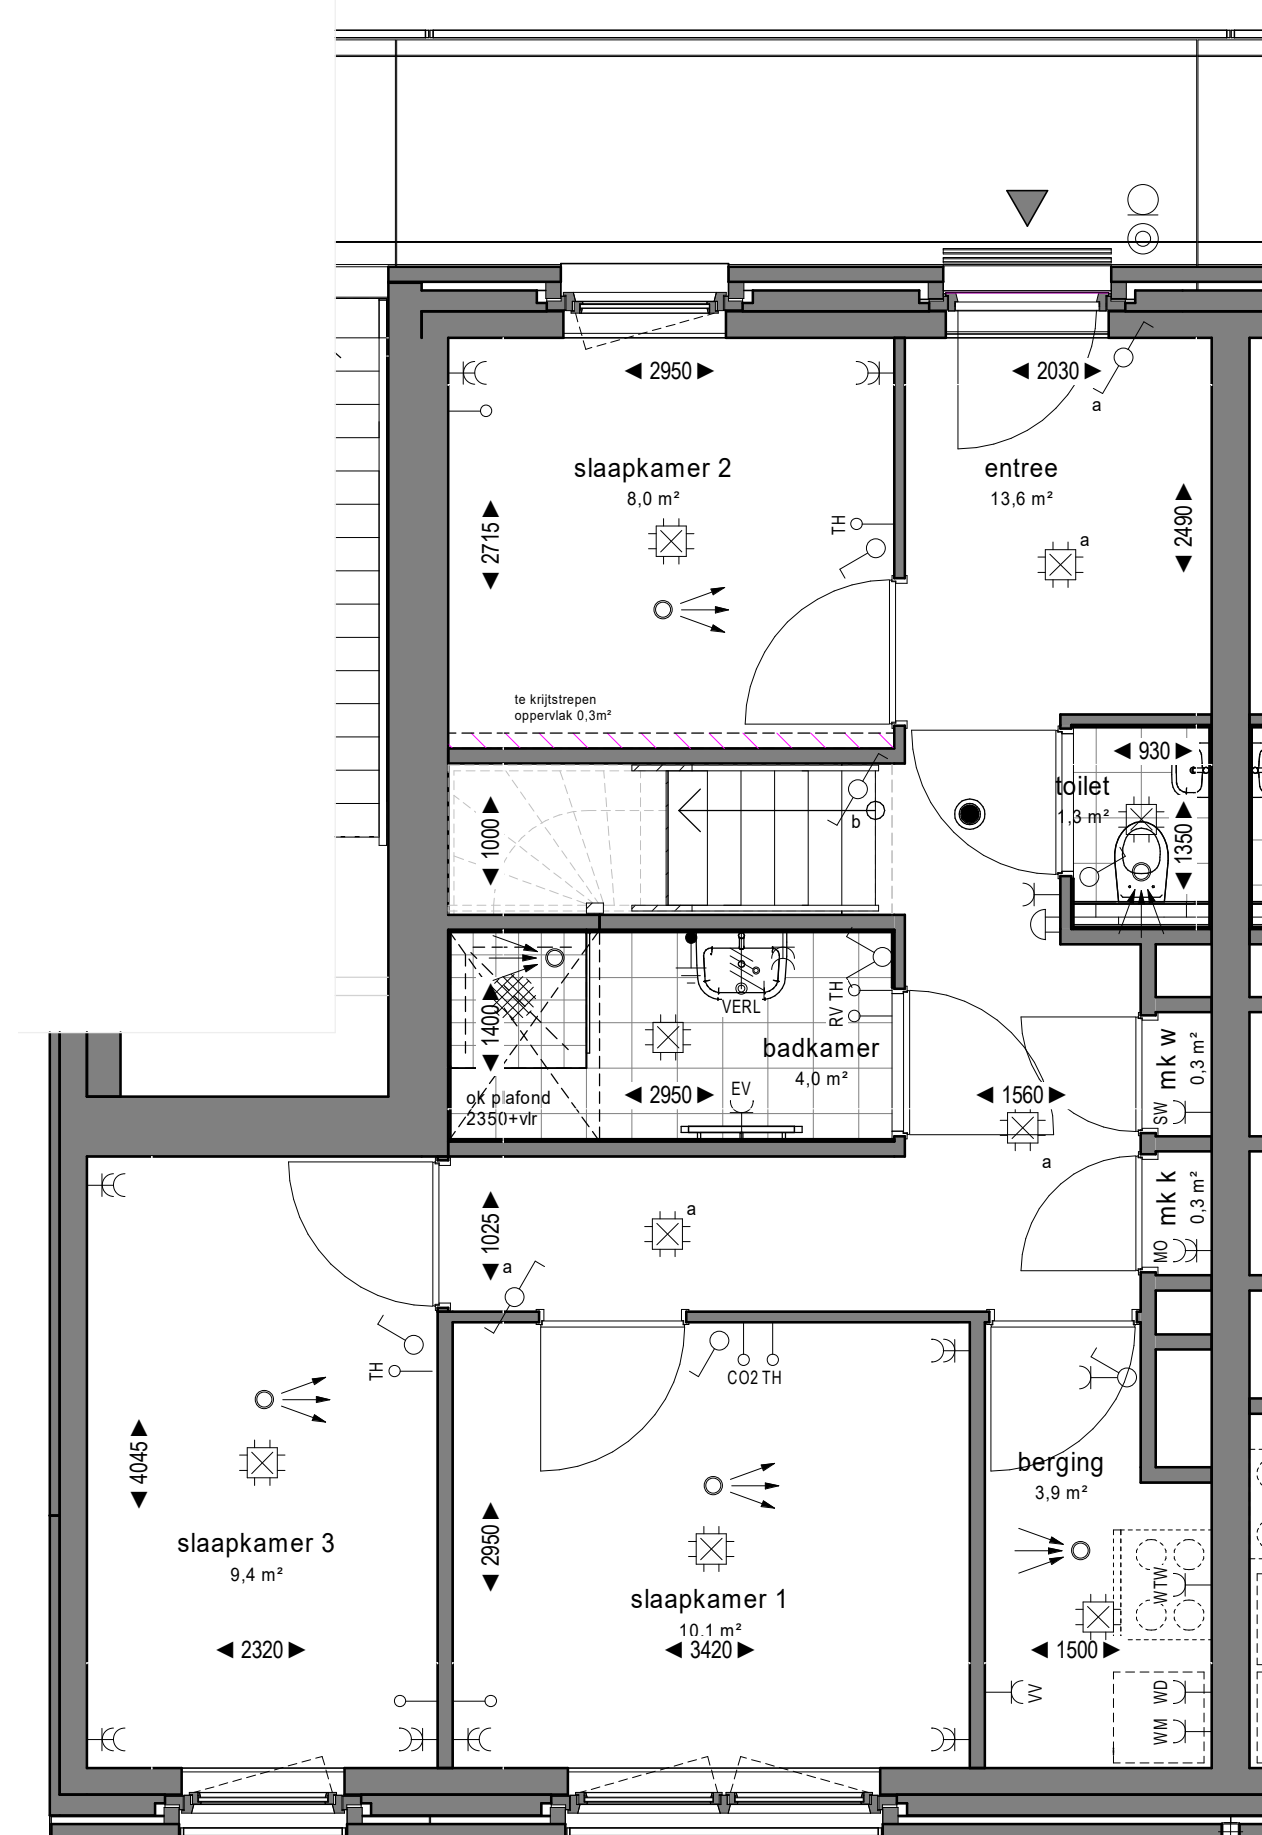 2950
2030
a
slaapkamer 2
8,0 m²
entree
13,6 m²
2715
TH
2490
a
te krijtstrepen
oppervlak 0,3m²
930
toilet
1,3 m²
1350
1000
b
1400
VERL
RV TH
badkamer
4,0 m²
mk w
0,3 m²
SW
ok plafond
2350+vlr
2950
EV
1560
a
mk k
0,3 m²
MO
1025
a
a
TH
CO2 TH
4045
berging
3,9 m²
slaapkamer 3
9,4 m²
2950
slaapkamer 1
10,1 m²
WTW
2320
3420
1500
VV
WD
WM